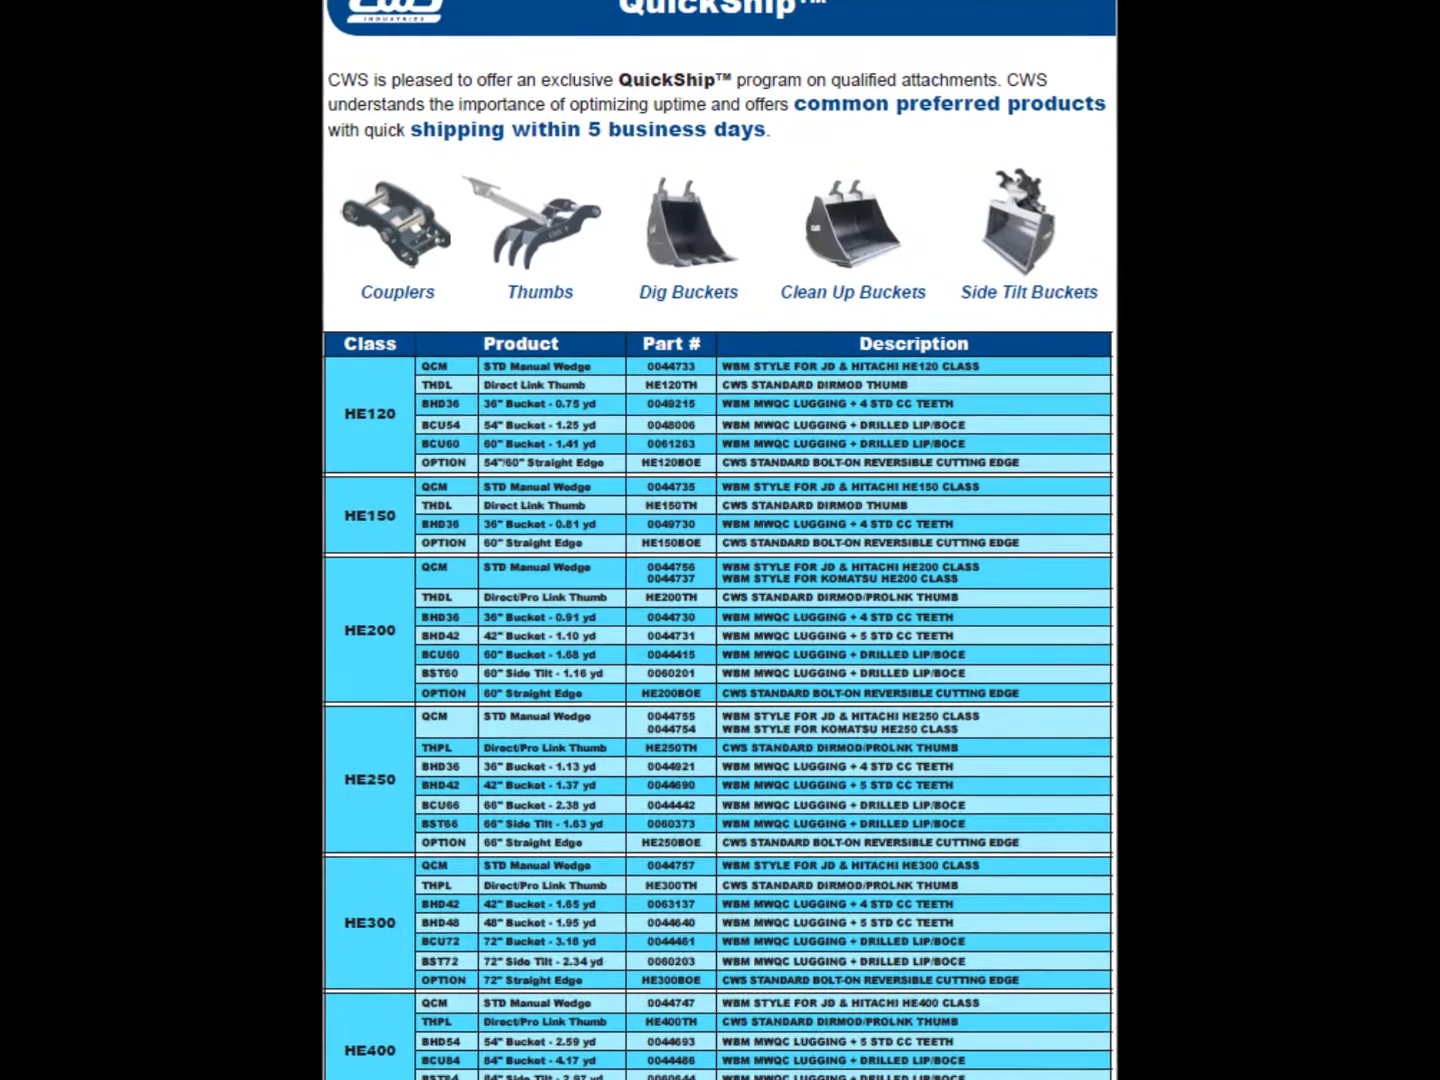 CWS
INDUSTRIES
QuickShip™
CWS is pleased to offer an exclusive QuickShip™ program on qualified attachments. CWS
understands the importance of optimizing uptime and offers common preferred products
with quick shipping within 5 business days.
Couplers Thumbs Dig Buckets Clean Up Buckets Side Tilt Buckets
Class Product Part # Description
HE120
QCM STD Manual Wedge 0044733 WBM STYLE FOR JD & HITACHI HE120 CLASS
THDL Direct Link Thumb HE120TH CWS STANDARD DIRMOD THUMB
BHD36 36" Bucket - 0.75 yd 0049215 WBM MWQC LUGGING + 4 STD CC TEETH
BCU54 54" Bucket - 1.25 yd 0048006 WBM MWQC LUGGING + DRILLED LIP/BOCE
BCU60 60" Bucket - 1.41 yd 0061263 WBM MWQC LUGGING + DRILLED LIP/BOCE
OPTION 54"/60" Straight Edge HE120BOE CWS STANDARD BOLT-ON REVERSIBLE CUTTING EDGE
HE150
QCM STD Manual Wedge 0044735 WBM STYLE FOR JD & HITACHI HE150 CLASS
THDL Direct Link Thumb HE150TH CWS STANDARD DIRMOD THUMB
BHD36 36" Bucket - 0.81 yd 0049730 WBM MWQC LUGGING + 4 STD CC TEETH
OPTION 60" Straight Edge HE150BOE CWS STANDARD BOLT-ON REVERSIBLE CUTTING EDGE
HE200
QCM STD Manual Wedge 0044756 WBM STYLE FOR JD & HITACHI HE200 CLASS
0044737 WBM STYLE FOR KOMATSU HE200 CLASS
THDL Direct/Pro Link Thumb HE200TH CWS STANDARD DIRMOD/PROLNK THUMB
BHD36 36" Bucket - 0.91 yd 0044730 WBM MWQC LUGGING + 4 STD CC TEETH
BHD42 42" Bucket - 1.10 yd 0044731 WBM MWQC LUGGING + 5 STD CC TEETH
BCU60 60" Bucket - 1.68 yd 0044415 WBM MWQC LUGGING + DRILLED LIP/BOCE
BST60 60" Side Tilt - 1.16 yd 0060201 WBM MWQC LUGGING + DRILLED LIP/BOCE
OPTION 60" Straight Edge HE200BOE CWS STANDARD BOLT-ON REVERSIBLE CUTTING EDGE
HE250
QCM STD Manual Wedge 0044755 WBM STYLE FOR JD & HITACHI HE250 CLASS
0044754 WBM STYLE FOR KOMATSU HE250 CLASS
THPL Direct/Pro Link Thumb HE250TH CWS STANDARD DIRMOD/PROLNK THUMB
BHD36 36" Bucket - 1.13 yd 0044921 WBM MWQC LUGGING + 4 STD CC TEETH
BHD42 42" Bucket - 1.37 yd 0044690 WBM MWQC LUGGING + 5 STD CC TEETH
BCU66 66" Bucket - 2.38 yd 0044442 WBM MWQC LUGGING + DRILLED LIP/BOCE
BST66 66" Side Tilt - 1.63 yd 0060373 WBM MWQC LUGGING + DRILLED LIP/BOCE
OPTION 66" Straight Edge HE250BOE CWS STANDARD BOLT-ON REVERSIBLE CUTTING EDGE
HE300
QCM STD Manual Wedge 0044757 WBM STYLE FOR JD & HITACHI HE300 CLASS
THPL Direct/Pro Link Thumb HE300TH CWS STANDARD DIRMOD/PROLNK THUMB
BHD42 42" Bucket - 1.65 yd 0063137 WBM MWQC LUGGING + 4 STD CC TEETH
BHD48 48" Bucket - 1.95 yd 0044640 WBM MWQC LUGGING + 5 STD CC TEETH
BCU72 72" Bucket - 3.18 yd 0044461 WBM MWQC LUGGING + DRILLED LIP/BOCE
BST72 72" Side Tilt - 2.34 yd 0060203 WBM MWQC LUGGING + DRILLED LIP/BOCE
OPTION 72" Straight Edge HE300BOE CWS STANDARD BOLT-ON REVERSIBLE CUTTING EDGE
HE400
QCM STD Manual Wedge 0044747 WBM STYLE FOR JD & HITACHI HE400 CLASS
THPL Direct/Pro Link Thumb HE400TH CWS STANDARD DIRMOD/PROLNK THUMB
BHD54 54" Bucket - 2.59 yd 0044693 WBM MWQC LUGGING + 5 STD CC TEETH
BCU84 84" Bucket - 4.17 yd 0044486 WBM MWQC LUGGING + DRILLED LIP/BOCE
BST84 84" Side Tilt - 2.97 yd WBM MWQC LUGGING + DRILLED LIP/BOCE